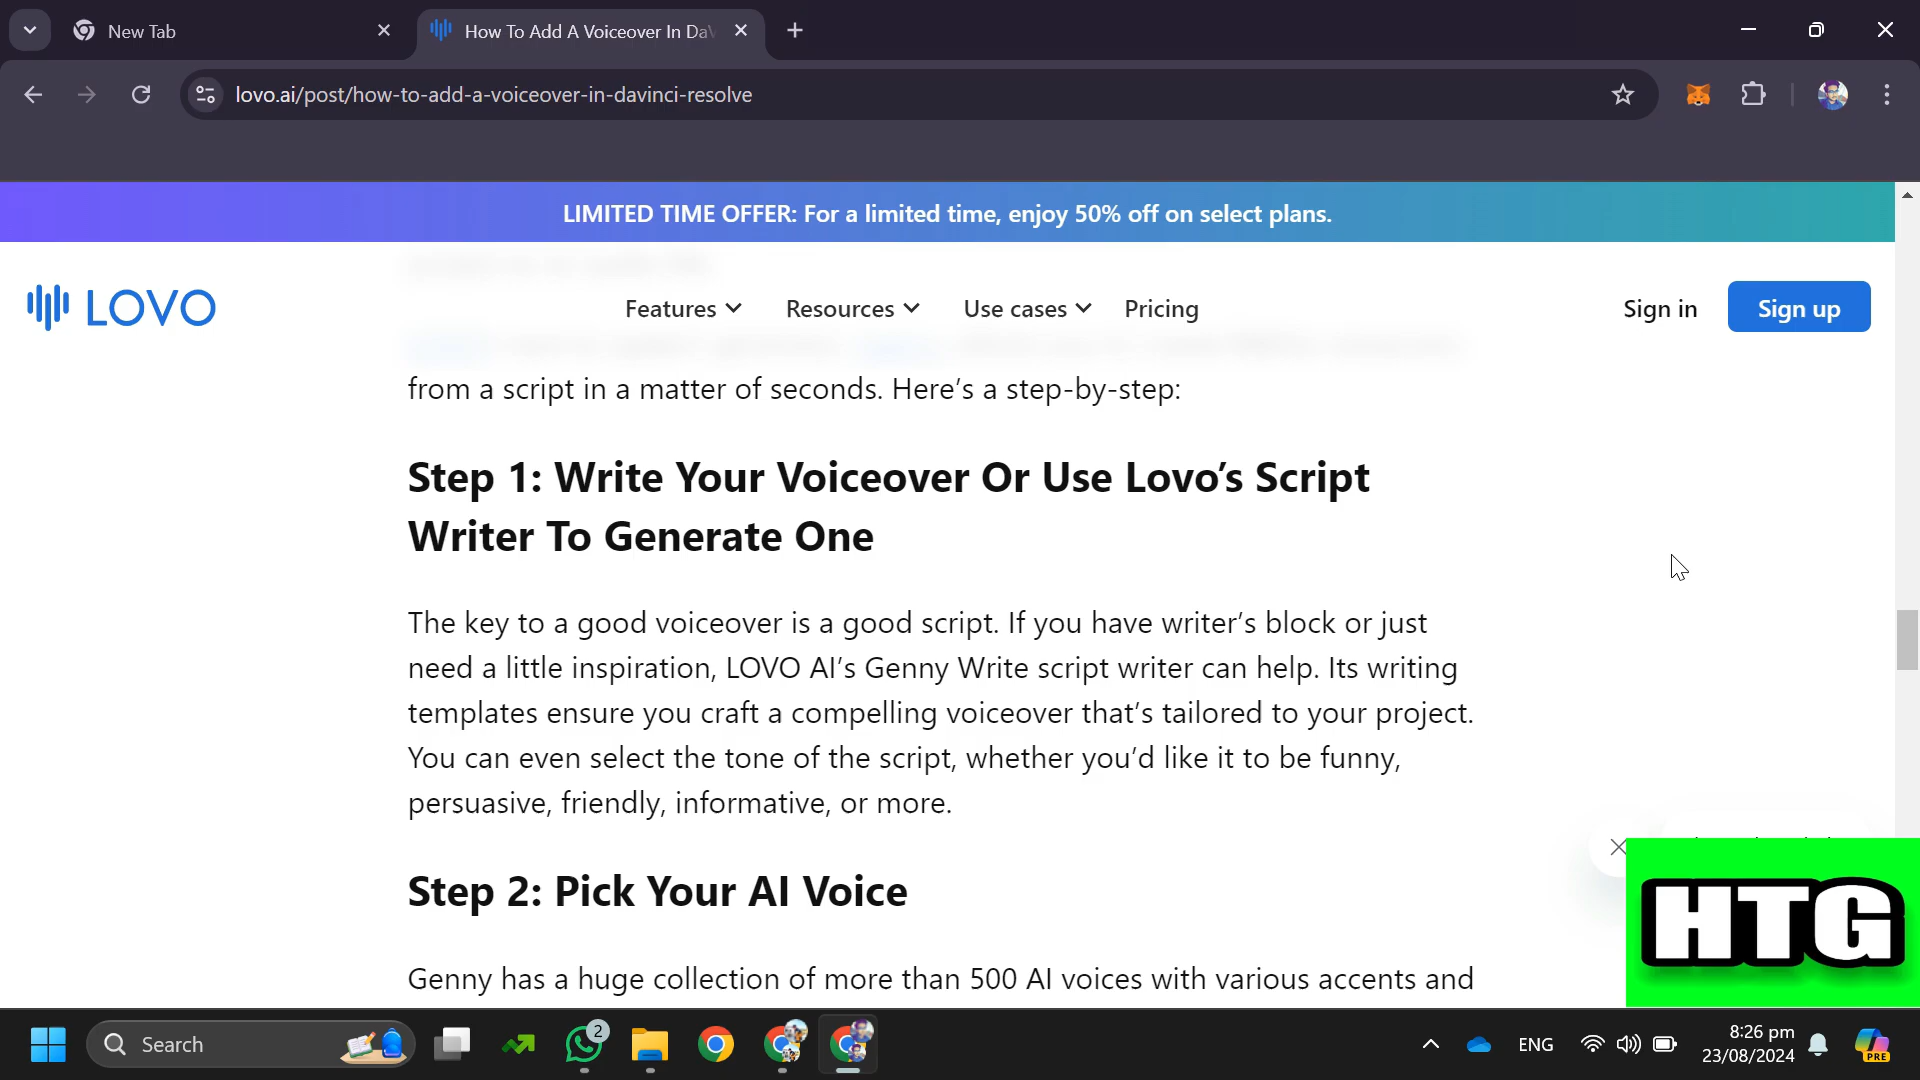 New Tab
How To Add A Voiceover In DaV
lovo.ai/post/how-to-add-a-voiceover-in-davinci-resolve
LIMITED TIME OFFER: For a limited time, enjoy 50% off on select plans.
LOVO
Features
Resources
Use cases
Pricing
Sign in
Sign up
from a script in a matter of seconds. Here’s a step-by-step:
Step 1: Write Your Voiceover Or Use Lovo’s Script
Writer To Generate One
The key to a good voiceover is a good script. If you have writer’s block or just
need a little inspiration, LOVO AI’s Genny Write script writer can help. Its writing
templates ensure you craft a compelling voiceover that’s tailored to your project.
You can even select the tone of the script, whether you’d like it to be funny,
persuasive, friendly, informative, or more.
Step 2: Pick Your AI Voice
Genny has a huge collection of more than 500 AI voices with various accents and
HTG
Search
2
ENG
8:26 pm
23/08/2024
PRE